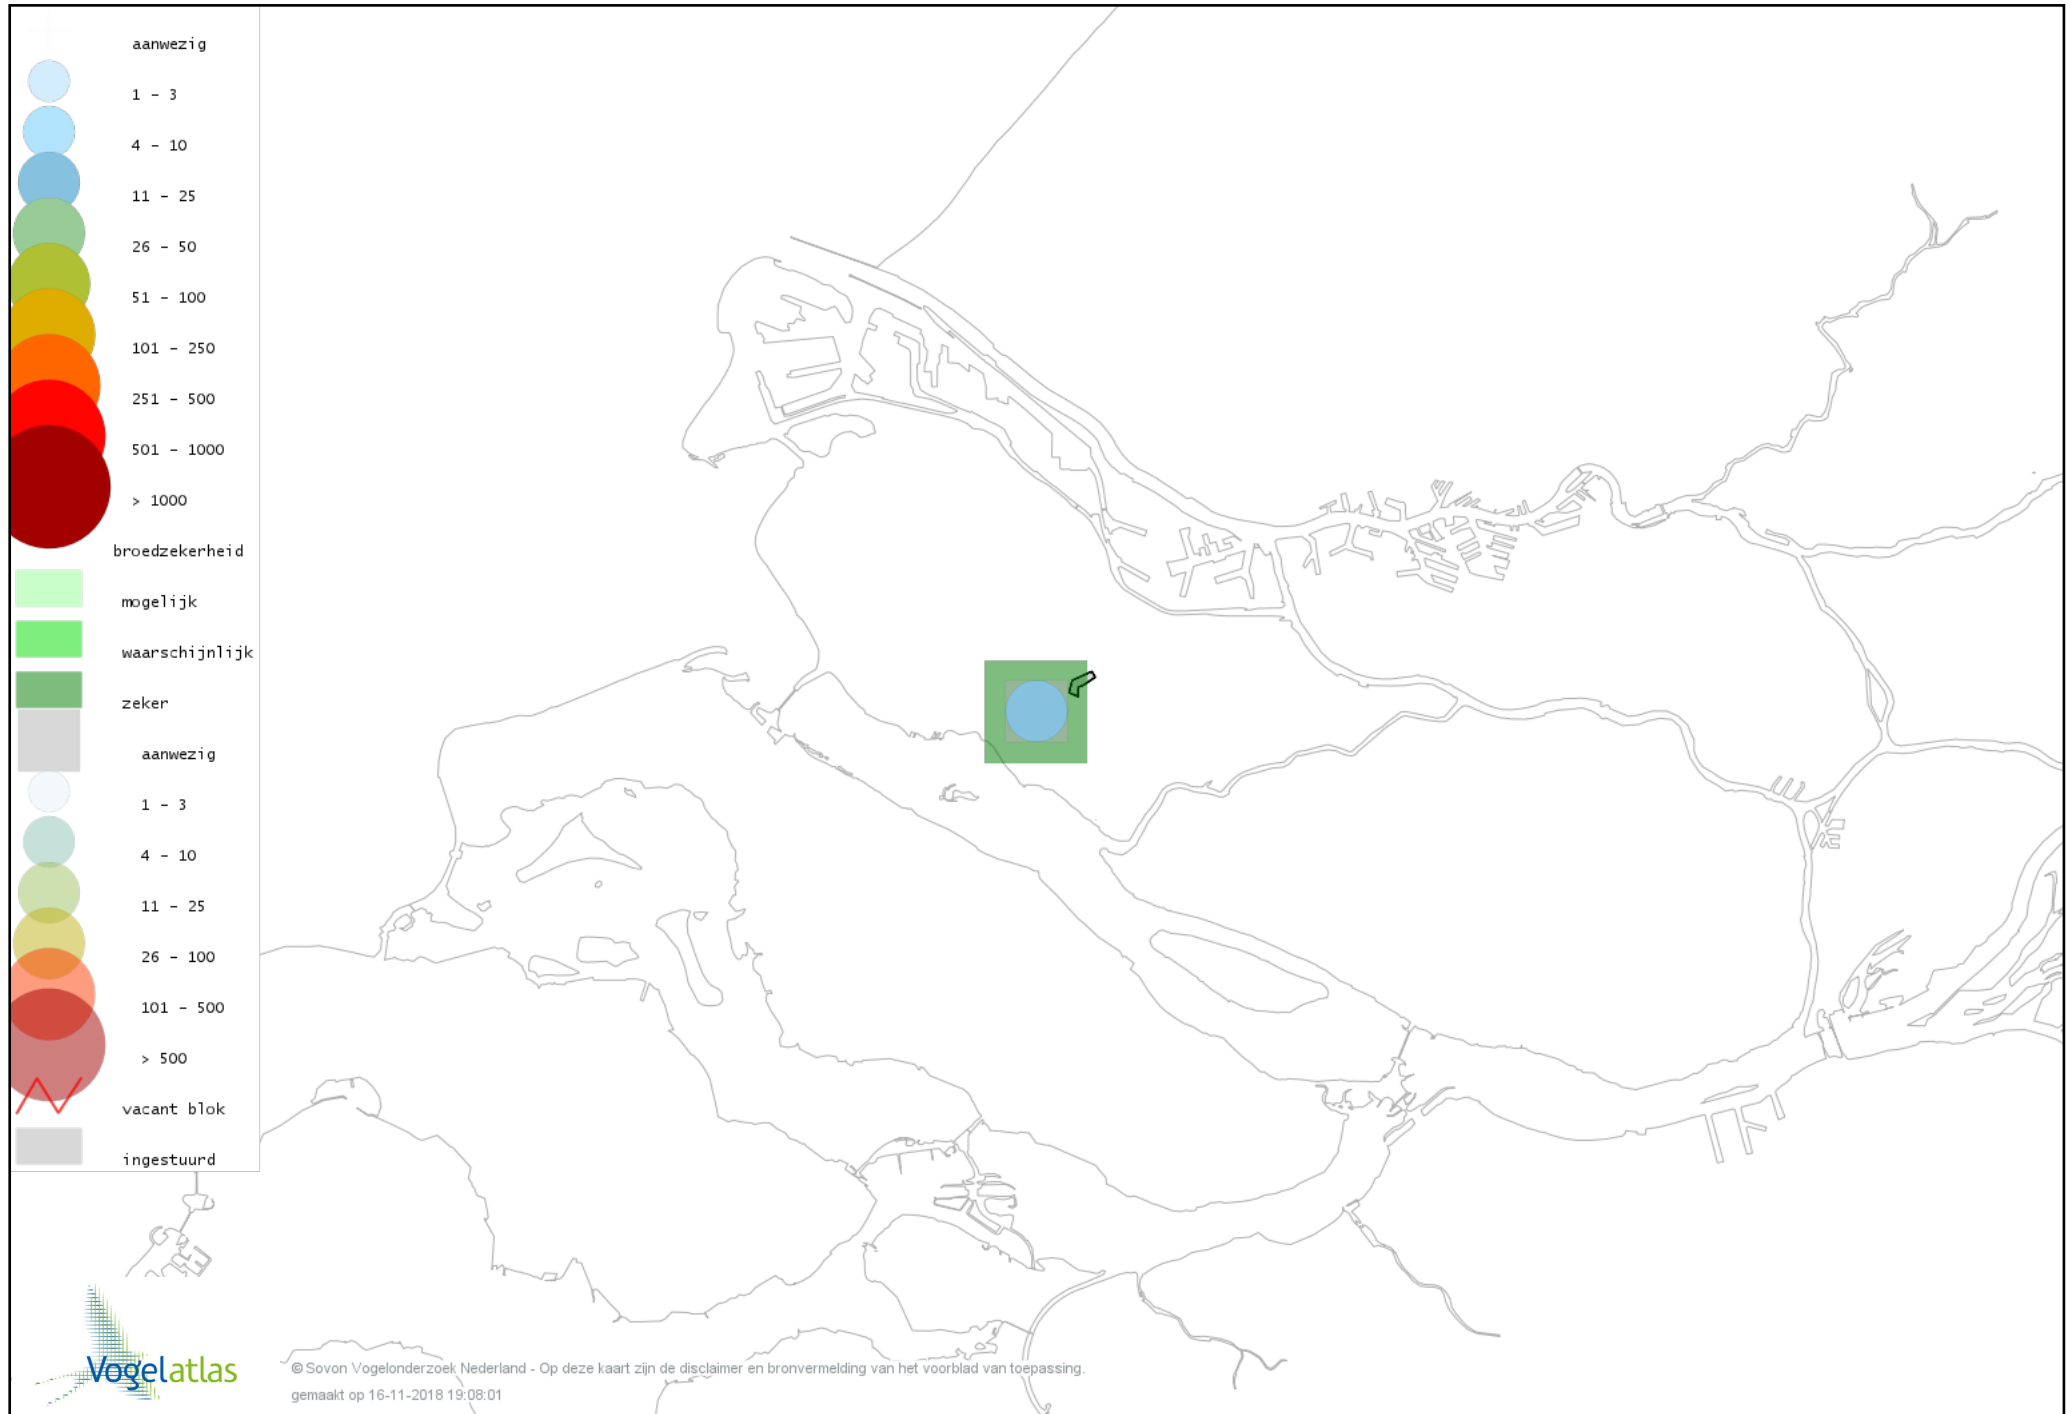 aanwezig
1 - 3
4 - 10
11 - 25
26 - 50
51 - 100
101 - 250
251 - 500
501 - 1000
> 1000
broedzekerheid
mogelijk
waarschijnlijk
zeker
aanwezig
1 - 3
4 - 10
11 - 25
26 - 100
101 - 500
> 500
vacant blok
ingestuurd
Vogelatlas
© Sovon Vogelonderzoek Nederland - Op deze kaart zijn de disclaimer en bronvermelding van het voorblad van toepassing.
gemaakt op 16-11-2018 19:08:01